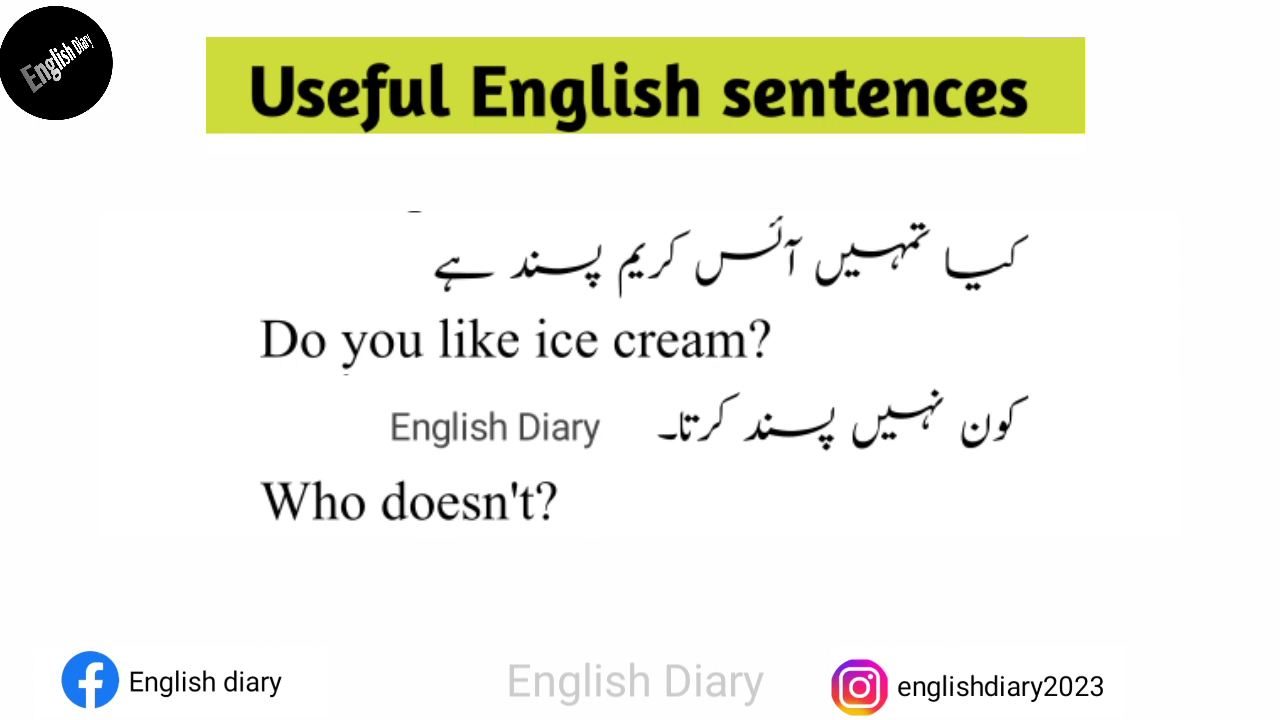 English Diary
Useful English sentences
کیا تمہیں آئس کریم پسند ہے
Do you like ice cream?
کون نہیں پسند کرتا۔
English Diary
Who doesn't?
English diary
English Diary
englishdiary2023